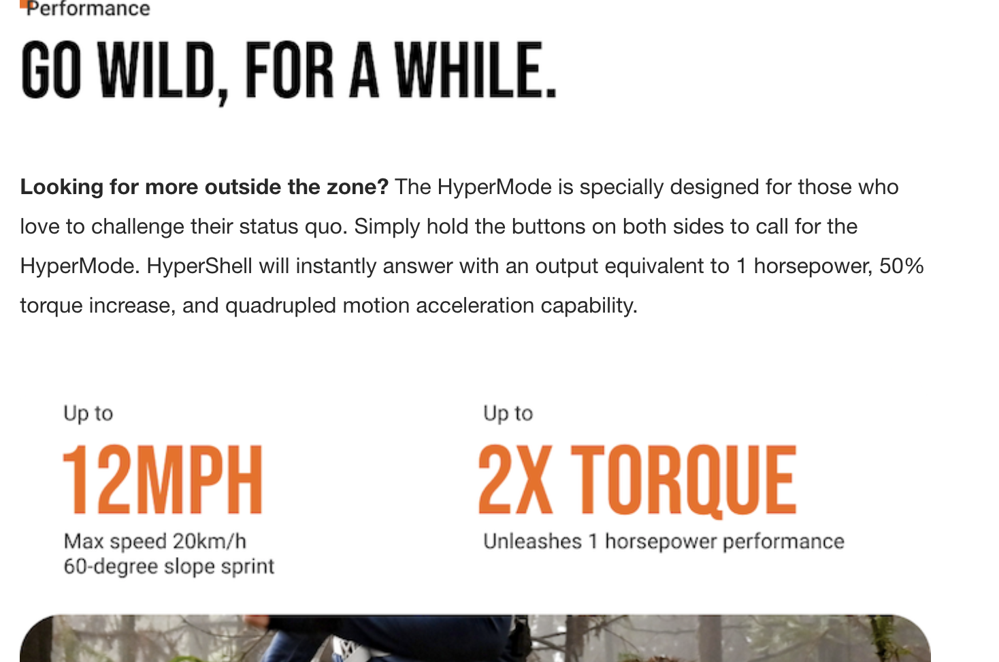 Performance
GO WILD, FOR A WHILE.
Looking for more outside the zone? The HyperMode is specially designed for those who
love to challenge their status quo. Simply hold the buttons on both sides to call for the
HyperMode. HyperShell will instantly answer with an output equivalent to 1 horsepower, 50%
torque increase, and quadrupled motion acceleration capability.
Up to
12MPH
Max speed 20km/h
60-degree slope sprint
Up to
2X TORQUE
Unleashes 1 horsepower performance